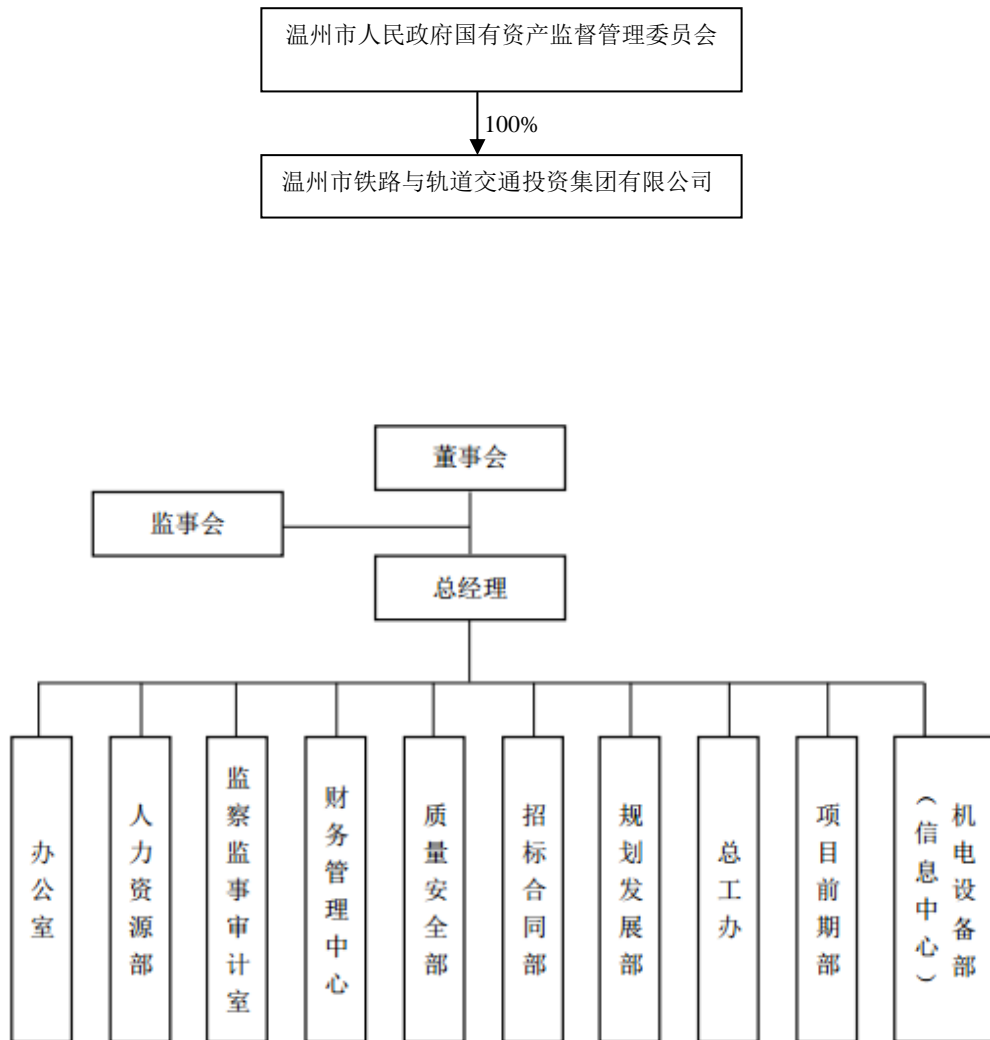 温州市人民政府国有资产监督管理委员会
100%
温州市铁路与轨道交通投资集团有限公司
董事会
监事会
总经理
办公室
人力资源部
监察监事审计室
财务管理中心
质量安全部
招标合同部
规划发展部
总工办
项目前期部
机电设备部
（信息中心）